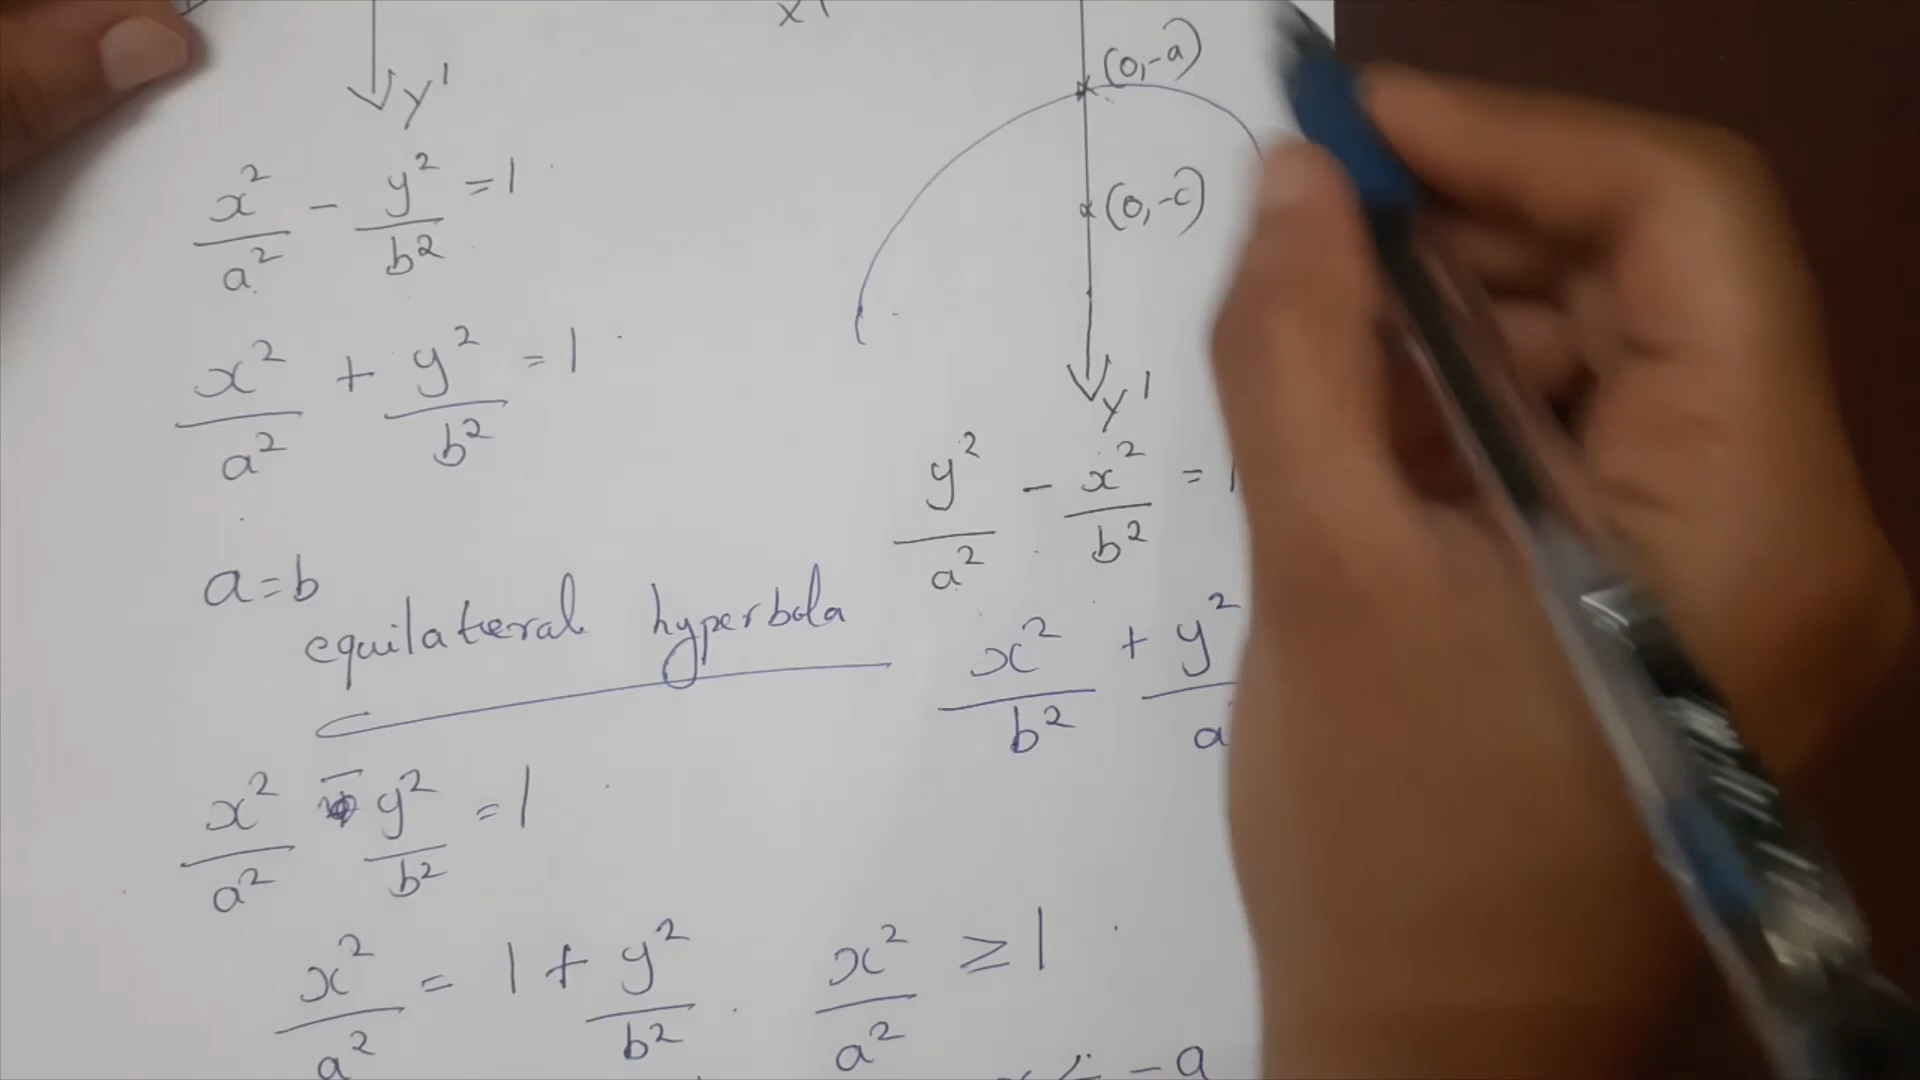 x'
y'
(0,-a)
(0,-c)
y'
x²/a² - y²/b² = 1
x²/a² + y²/b² = 1
a=b
equilateral hyperbola
y²/a² - x²/b² = 1
x²/b² + y²/a
x²/a² - y²/b² = 1
x²/a² = 1 + y²/b²
x²/a² ≥ 1
-a